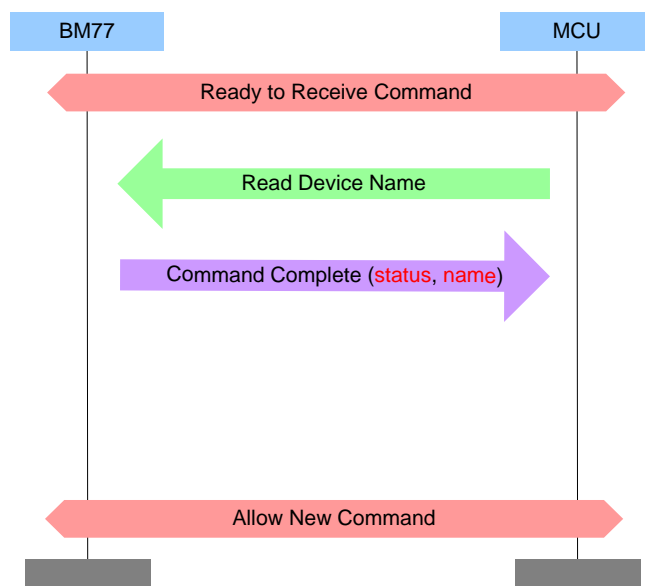 BM77
MCU
Ready to Receive Command
Read Device Name
Command Complete (status, name)
Allow New Command